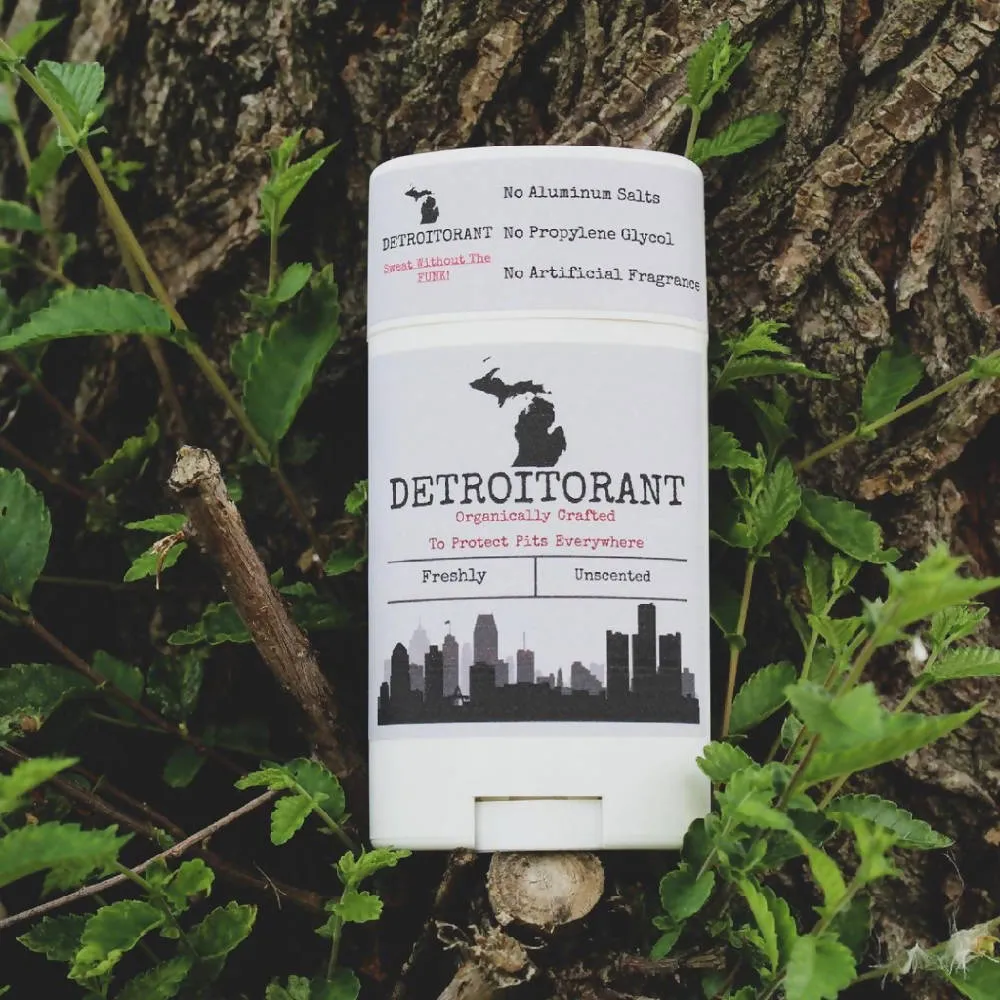 DETROITORANT
Sweat Without The
FUNK!
No Aluminum Salts
No Propylene Glycol
No Artificial Fragrance
DETROITORANT
Organically Crafted
To Protect Pits Everywhere
Freshly Unscented